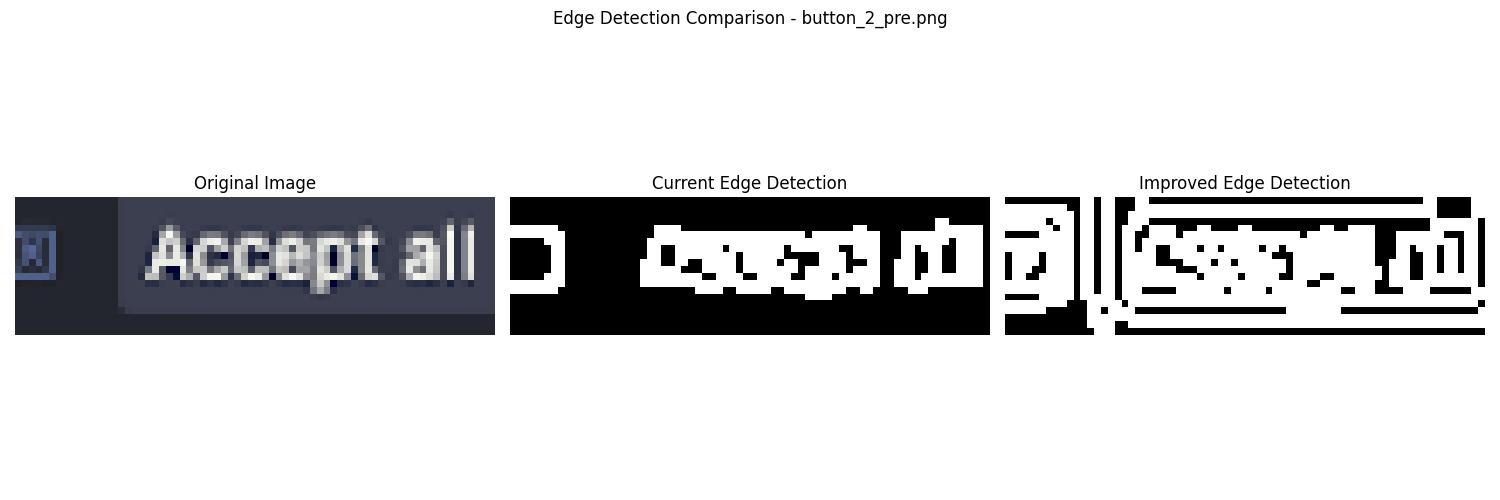 Edge Detection Comparison - button_2_pre.png
Original Image
Current Edge Detection
Improved Edge Detection
Accept all